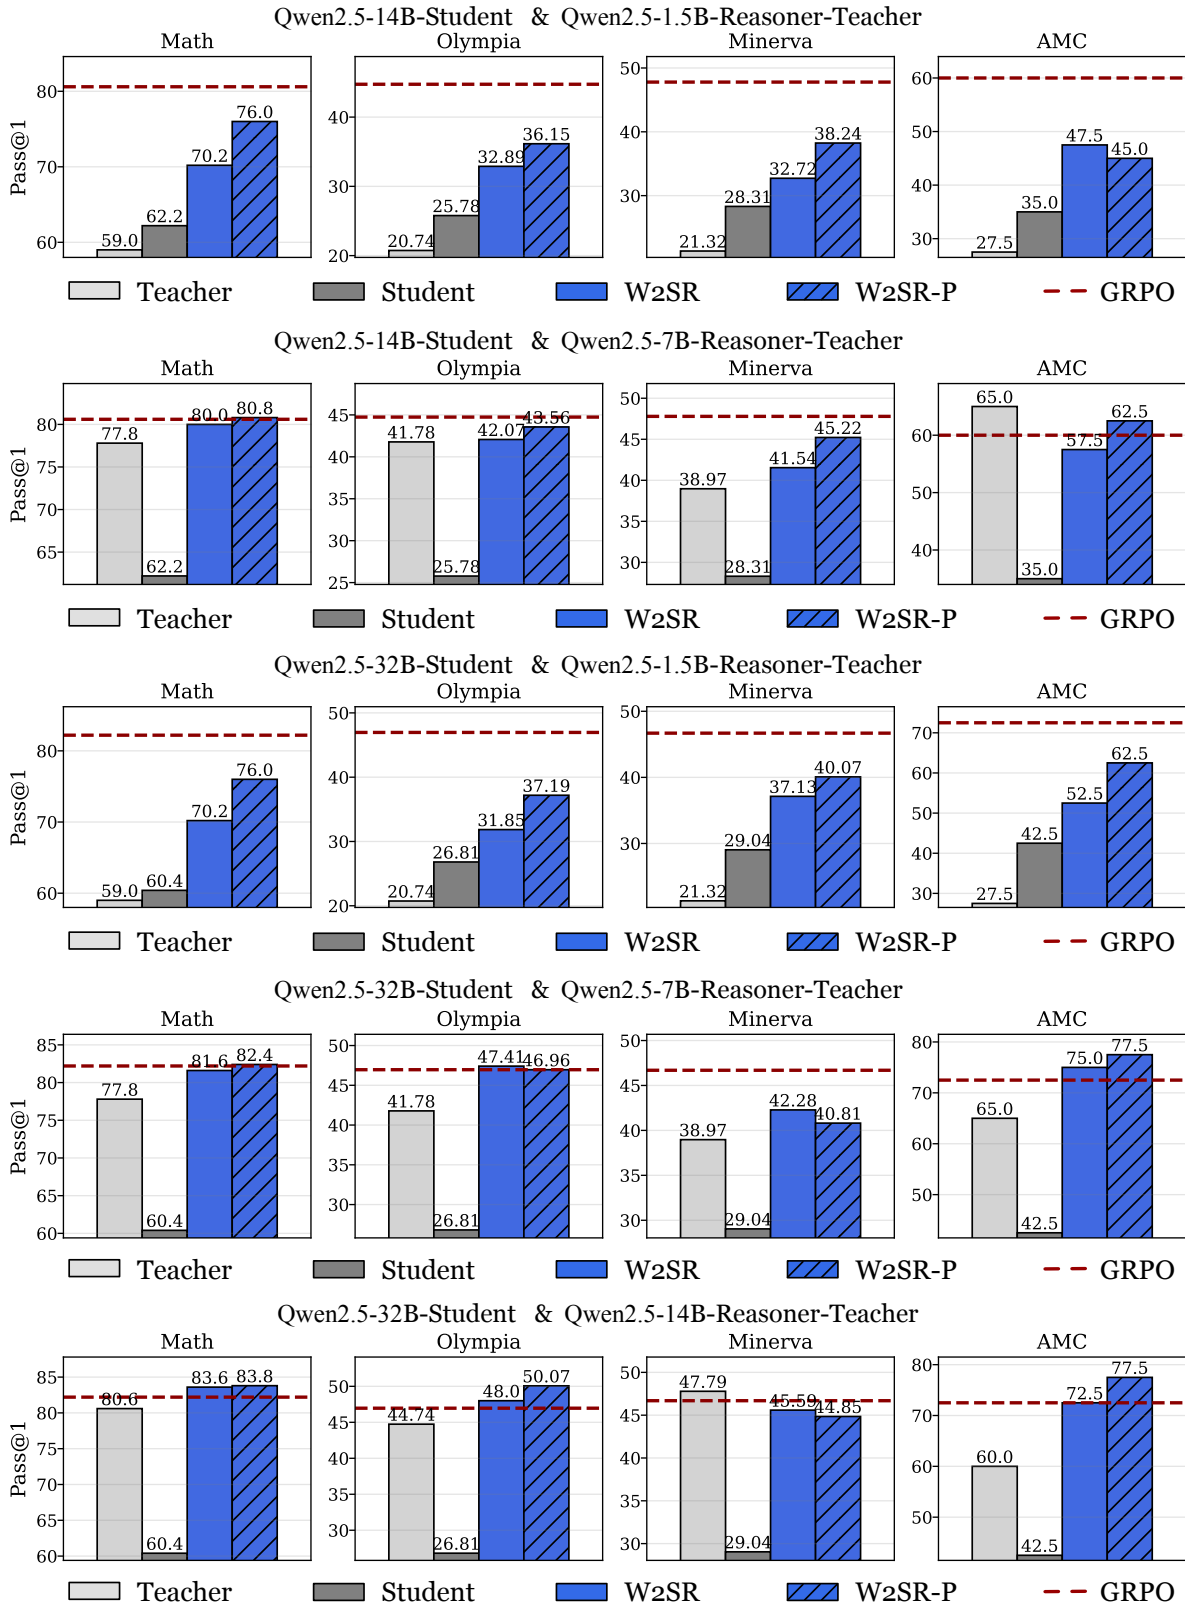 Qwen2.5-14B-Student & Qwen2.5-1.5B-Reasoner-Teacher
Math Olympia Minerva AMC
Pass@1
80
70
60
59.0 62.2 70.2 76.0
40
30
20
20.74 25.78 32.89 36.15
50
40
30
21.32 28.31 32.72 38.24
60
50
40
30
27.5 35.0 47.5 45.0
Teacher Student W2SR W2SR-P GRPO
Qwen2.5-14B-Student & Qwen2.5-7B-Reasoner-Teacher
Math Olympia Minerva AMC
Pass@1
80
75
70
65
77.8 62.2 80.0 80.8
45
40
35
30
25
41.78 25.78 42.07 43.56
50
45
40
35
30
38.97 28.31 41.54 45.22
60
50
40
65.0 35.0 57.5 62.5
Teacher Student W2SR W2SR-P GRPO
Qwen2.5-32B-Student & Qwen2.5-1.5B-Reasoner-Teacher
Math Olympia Minerva AMC
Pass@1
80
70
60
59.0 60.4 70.2 76.0
50
40
30
20
20.74 26.81 31.85 37.19
50
40
30
21.32 29.04 37.13 40.07
70
60
50
40
30
27.5 42.5 52.5 62.5
Teacher Student W2SR W2SR-P GRPO
Qwen2.5-32B-Student & Qwen2.5-7B-Reasoner-Teacher
Math Olympia Minerva AMC
Pass@1
85
80
75
70
65
60
77.8 60.4 81.6 82.4
50
45
40
35
30
41.78 26.81 47.41 46.96
50
45
40
35
30
38.97 29.04 42.28 40.81
80
70
60
50
65.0 42.5 75.0 77.5
Teacher Student W2SR W2SR-P GRPO
Qwen2.5-32B-Student & Qwen2.5-14B-Reasoner-Teacher
Math Olympia Minerva AMC
Pass@1
85
80
75
70
65
60
80.6 60.4 83.6 83.8
50
45
40
35
30
44.74 26.81 48.0 50.07
50
45
40
35
30
47.79 29.04 45.59 44.85
80
70
60
50
60.0 42.5 72.5 77.5
Teacher Student W2SR W2SR-P GRPO